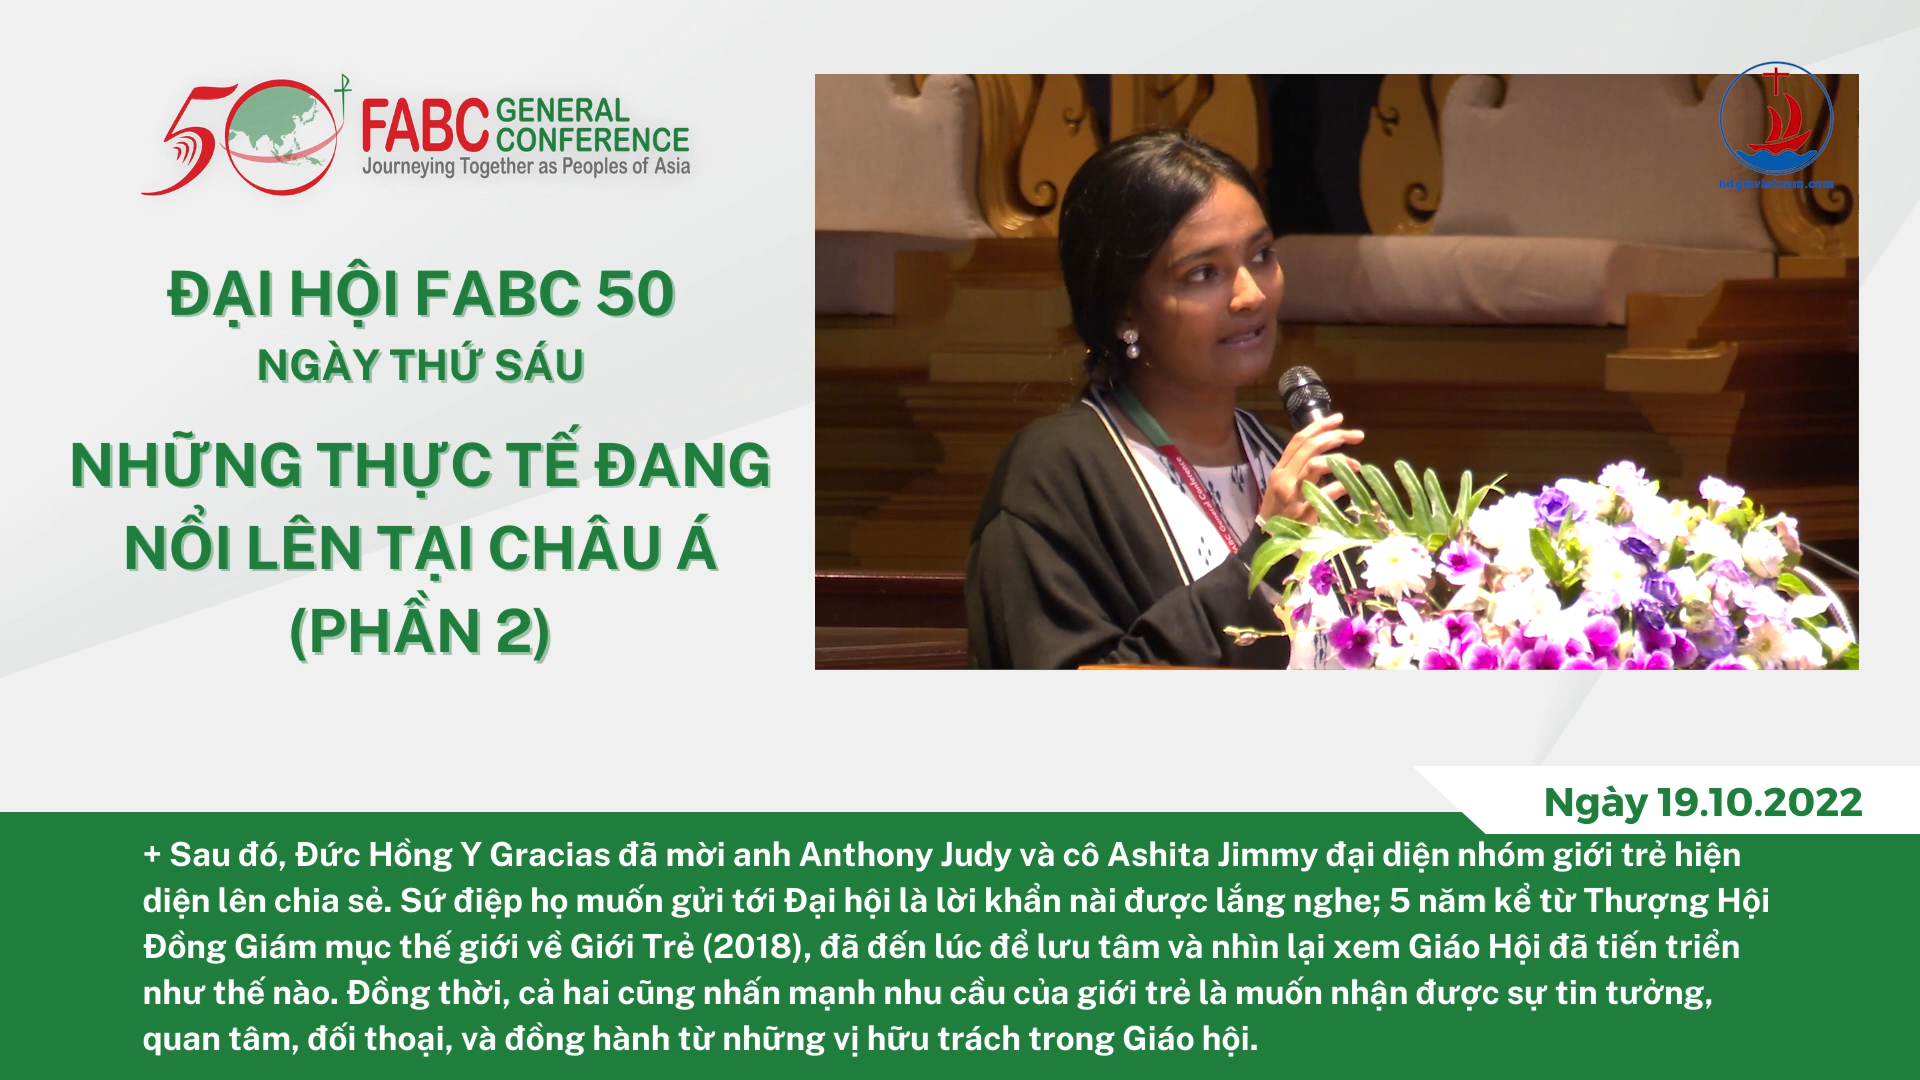 50 FABC GENERAL CONFERENCE
Journeying Together as Peoples of Asia
hdgmvietnam.com
ĐẠI HỘI FABC 50
NGÀY THỨ SÁU
NHỮNG THỰC TẾ ĐANG
NỔI LÊN TẠI CHÂU Á
(PHẦN 2)
FABC General Conference
Ngày 19.10.2022
+ Sau đó, Đức Hồng Y Gracias đã mời anh Anthony Judy và cô Ashita Jimmy đại diện nhóm giới trẻ hiện
diện lên chia sẻ. Sứ điệp họ muốn gửi tới Đại hội là lời khẩn nài được lắng nghe; 5 năm kể từ Thượng Hội
Đồng Giám mục thế giới về Giới Trẻ (2018), đã đến lúc để lưu tâm và nhìn lại xem Giáo Hội đã tiến triển
như thế nào. Đồng thời, cả hai cũng nhấn mạnh nhu cầu của giới trẻ là muốn nhận được sự tin tưởng,
quan tâm, đối thoại, và đồng hành từ những vị hữu trách trong Giáo hội.